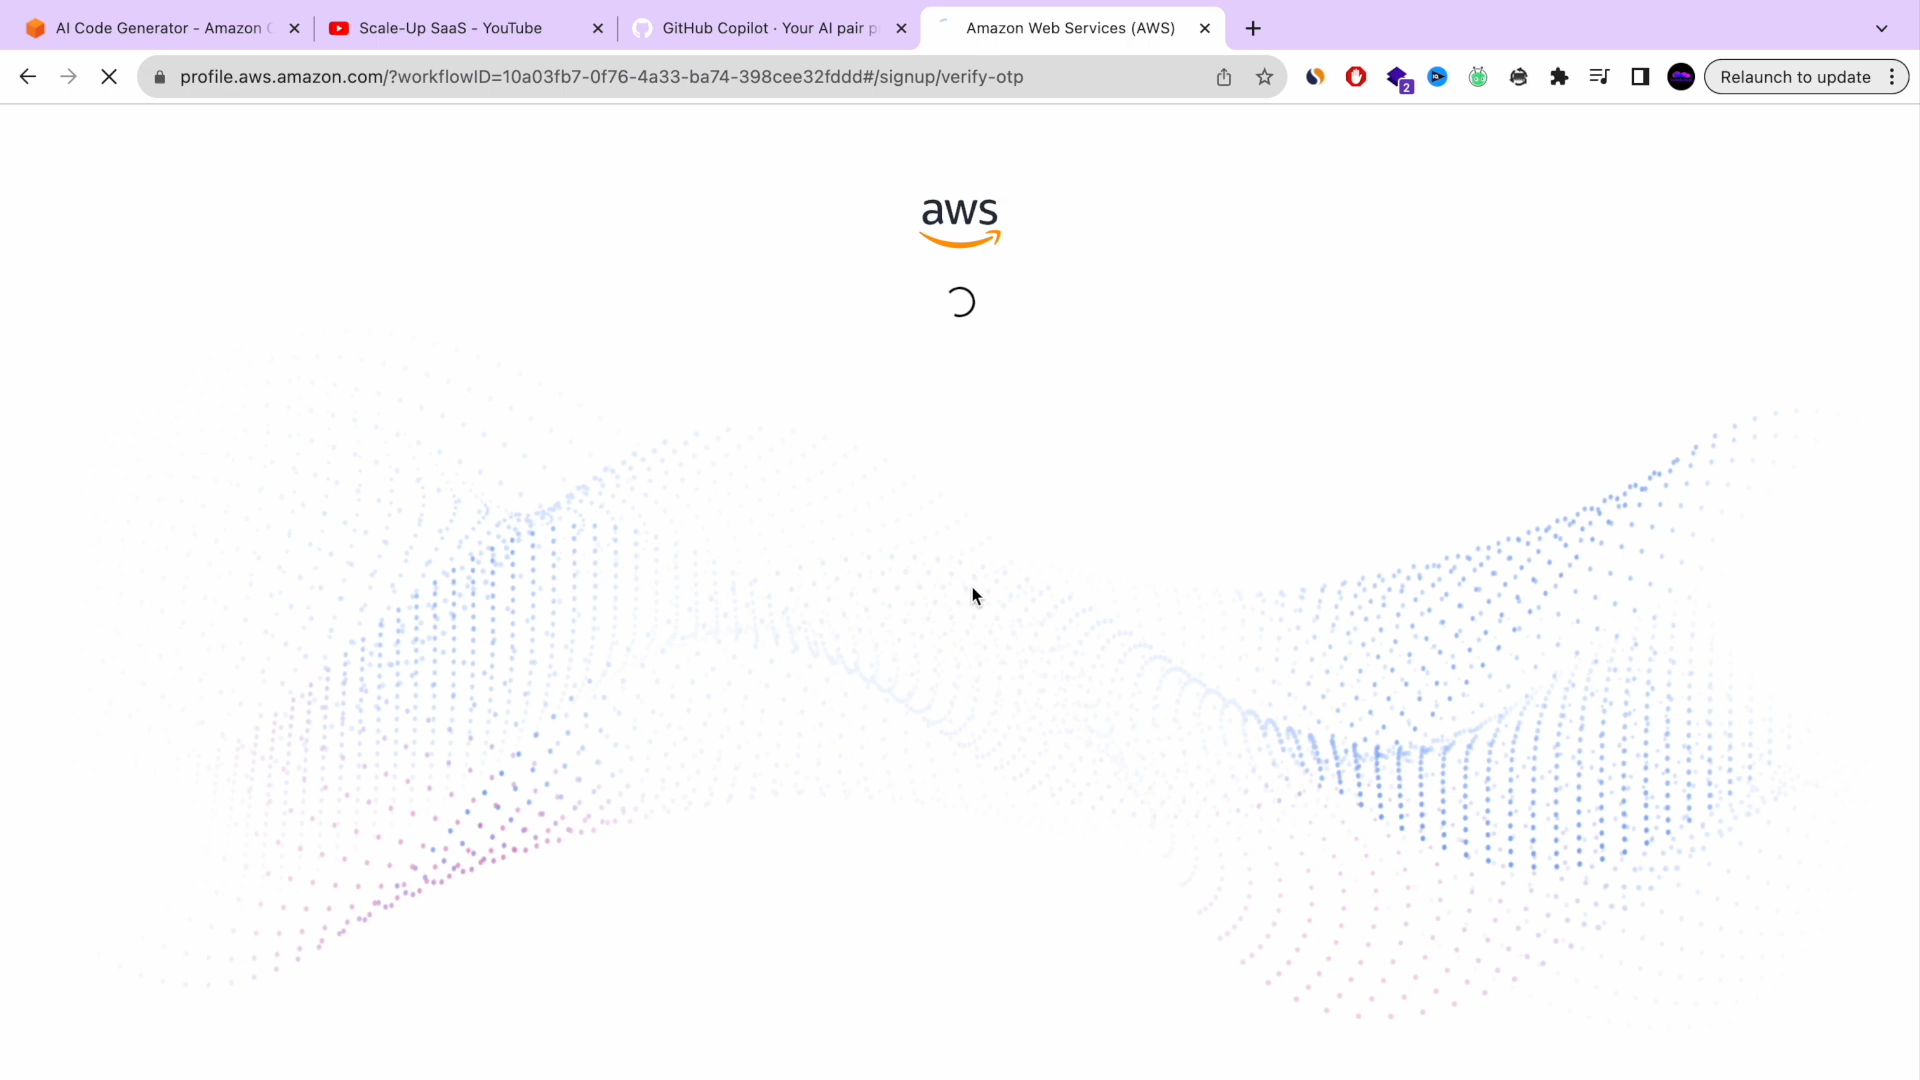 AI Code Generator - Amazon C
Scale-Up SaaS - YouTube
GitHub Copilot · Your AI pair p
Amazon Web Services (AWS)
profile.aws.amazon.com/?workflowID=10a03fb7-0f76-4a33-ba74-398cee32fddd#/signup/verify-otp
2
Relaunch to update
aws